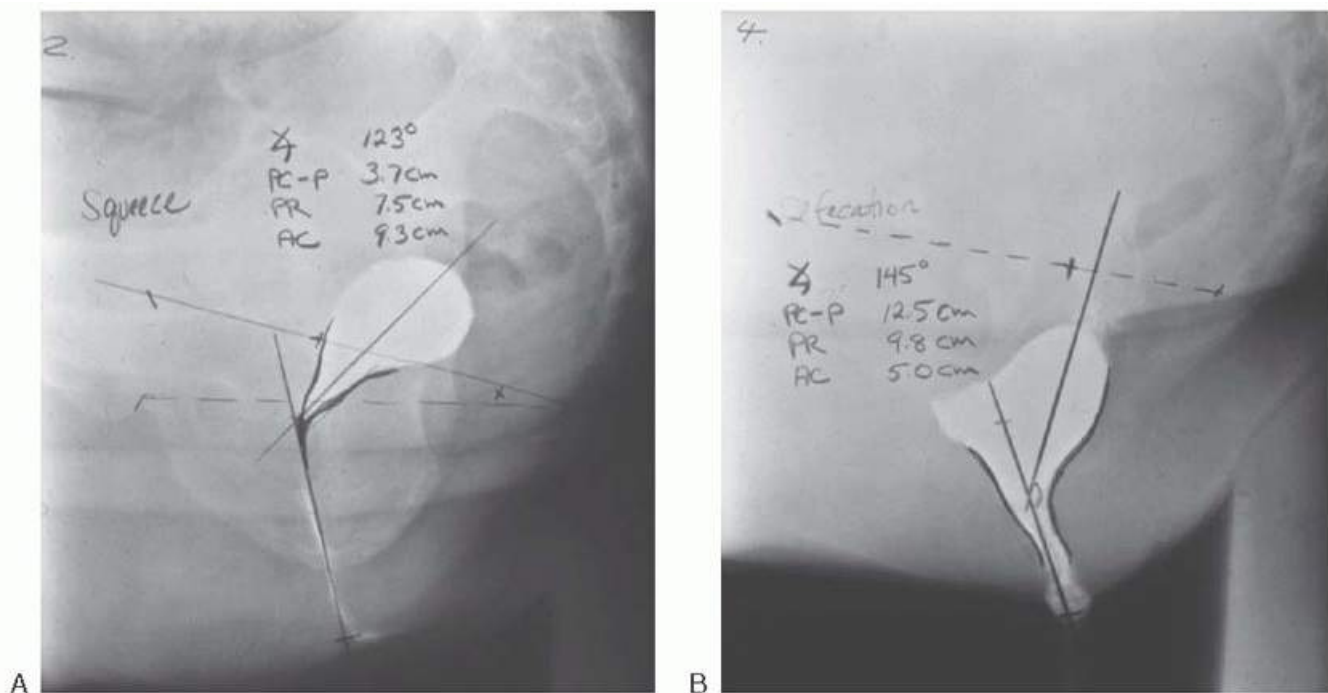 2.
Squeece
∡ 123°
PC-P 3.7cm
PR 7.5cm
AC 9.3cm
A
4.
Defecation
∡ 145°
PC-P 12.5cm
PR 9.8cm
AC 5.0cm
B